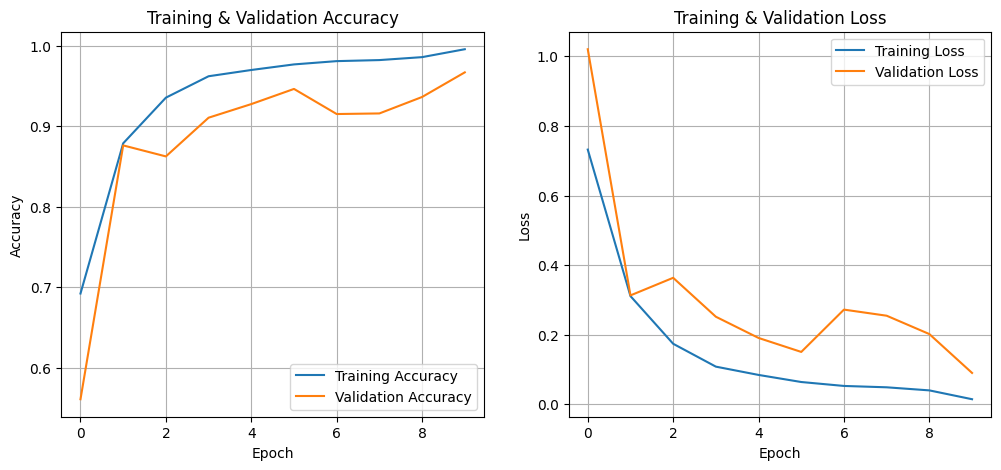 Training & Validation Accuracy
1.0
0.9
0.8
0.7
0.6
Accuracy
0 2 4 6 8
Epoch
Training Accuracy
Validation Accuracy
Training & Validation Loss
1.0
0.8
0.6
0.4
0.2
0.0
Loss
0 2 4 6 8
Epoch
Training Loss
Validation Loss